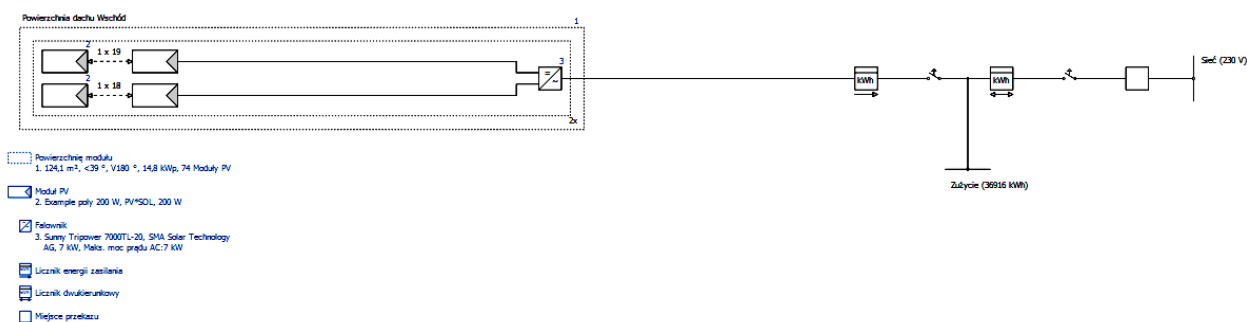 Powierzchnia dachu Wschód
1
2
1 x 19
2
1 x 18
3
2x
kWh
kWh
Sieć (230 V)
Zużycie (36916 kWh)
Powierzchnię modułu
1. 124,1 m², <39 °, V180 °, 14,8 kWp, 74 Moduły PV
Moduł PV
2. Example poly 200 W, PV*SOL, 200 W
Falownik
3. Sunny Tripower 7000TL-20, SMA Solar Technology
AG, 7 kW, Maks. moc prądu AC:7 kW
Licznik energii zasilania
Licznik dwukierunkowy
Miejsce przekazu